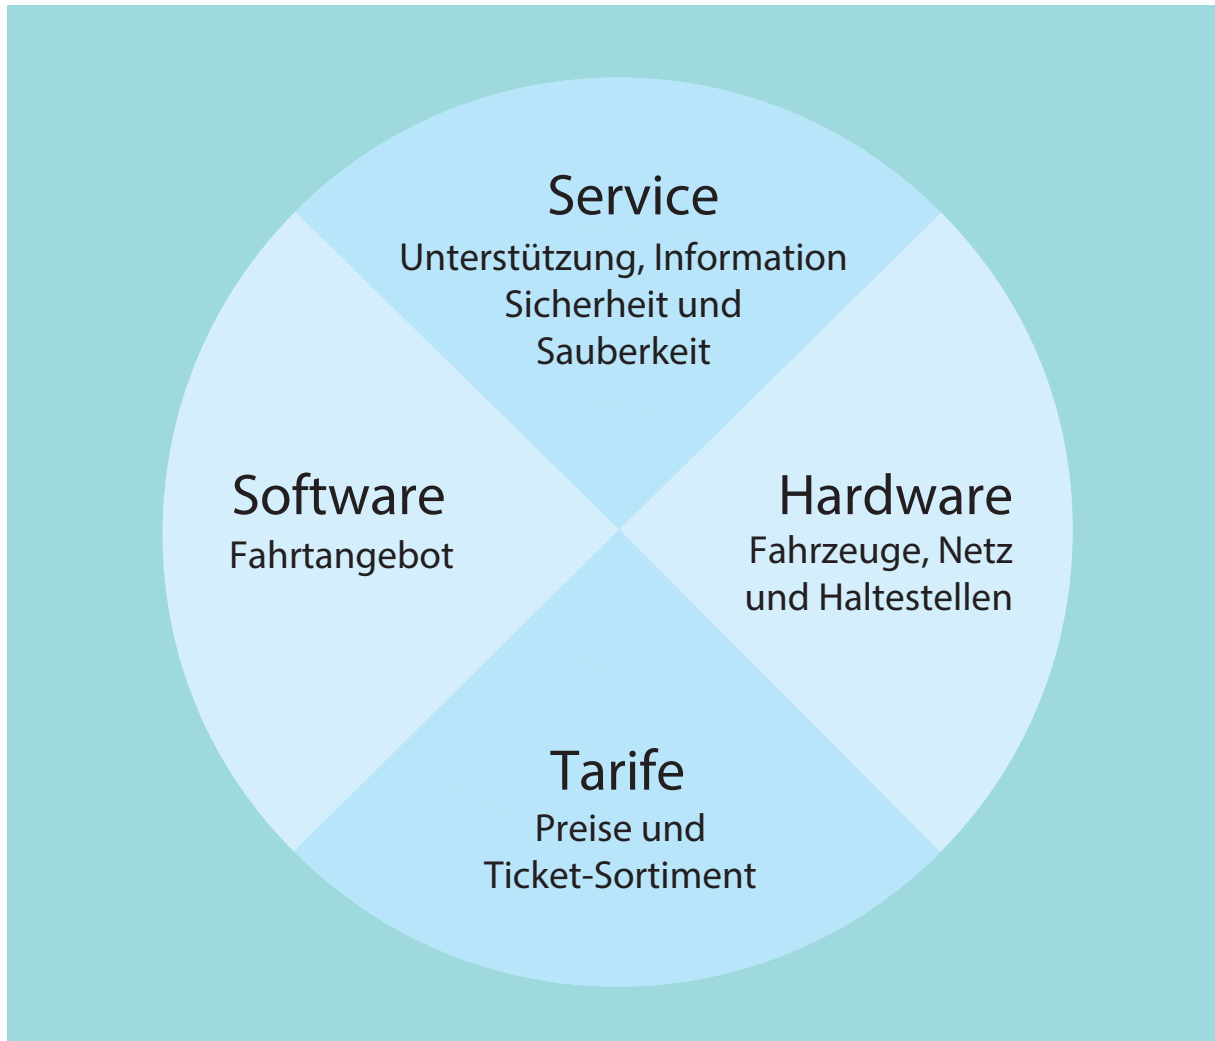 Service
Unterstützung, Information
Sicherheit und
Sauberkeit
Software
Fahrtangebot
Hardware
Fahrzeuge, Netz
und Haltestellen
Tarife
Preise und
Ticket-Sortiment